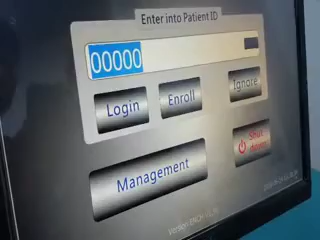 Enter into Patient ID
00000
Login
Enroll
Ignore
Management
Shut
down